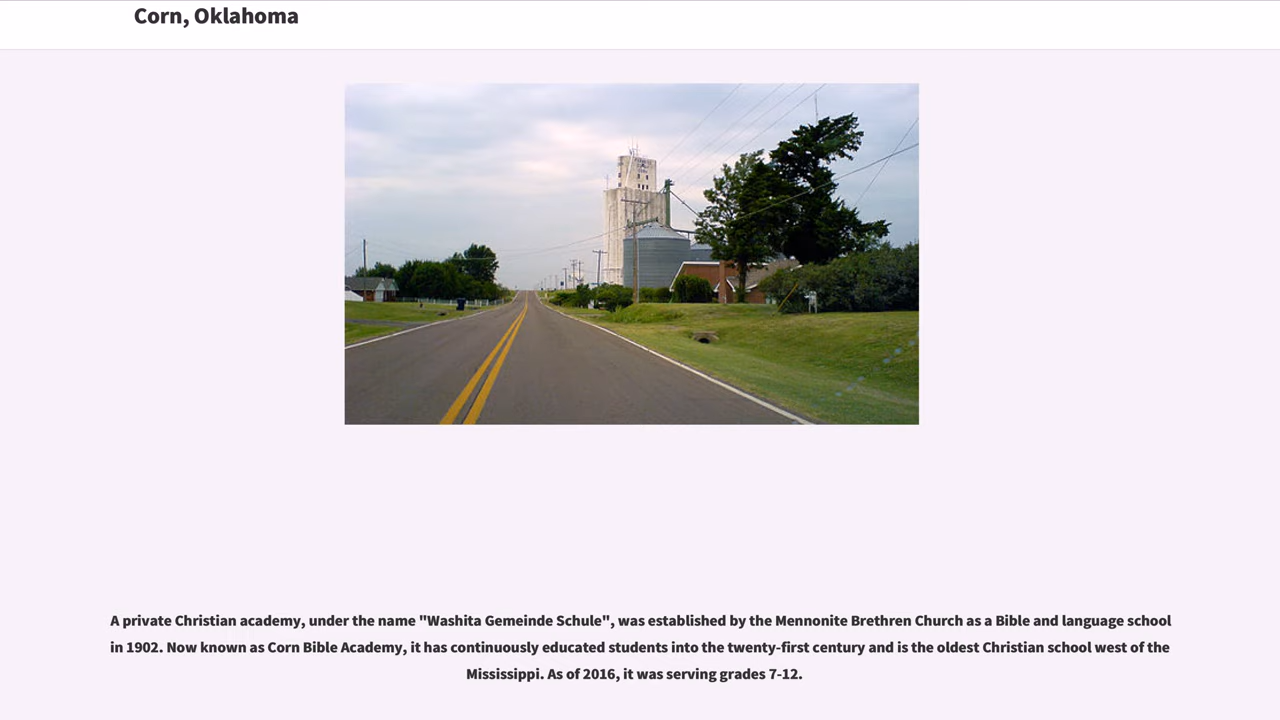 Corn, Oklahoma
A private Christian academy, under the name "Washita Gemeinde Schule", was established by the Mennonite Brethren Church as a Bible and language school
in 1902. Now known as Corn Bible Academy, it has continuously educated students into the twenty-first century and is the oldest Christian school west of the
Mississippi. As of 2016, it was serving grades 7-12.